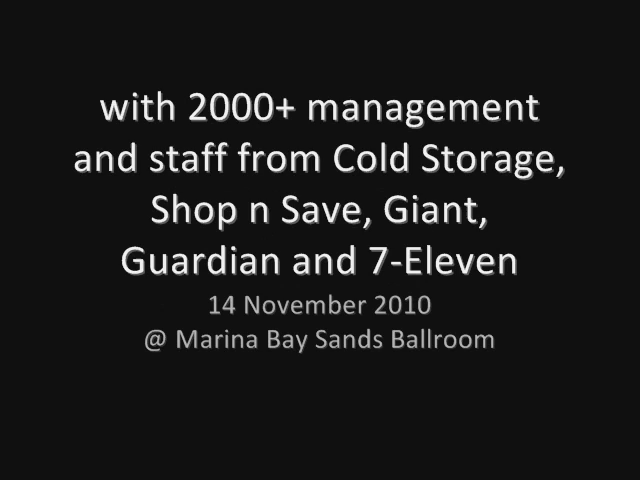 with 2000+ management
and staff from Cold Storage,
Shop n Save, Giant,
Guardian and 7-Eleven
14 November 2010
@ Marina Bay Sands Ballroom